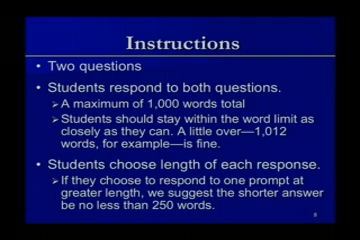 Instructions
• Two questions
• Students respond to both questions.
➢ A maximum of 1,000 words total
➢ Students should stay within the word limit as
closely as they can. A little over—1,012
words, for example—is fine.
• Students choose length of each response.
➢ If they choose to respond to one prompt at
greater length, we suggest the shorter answer
be no less than 250 words.
8